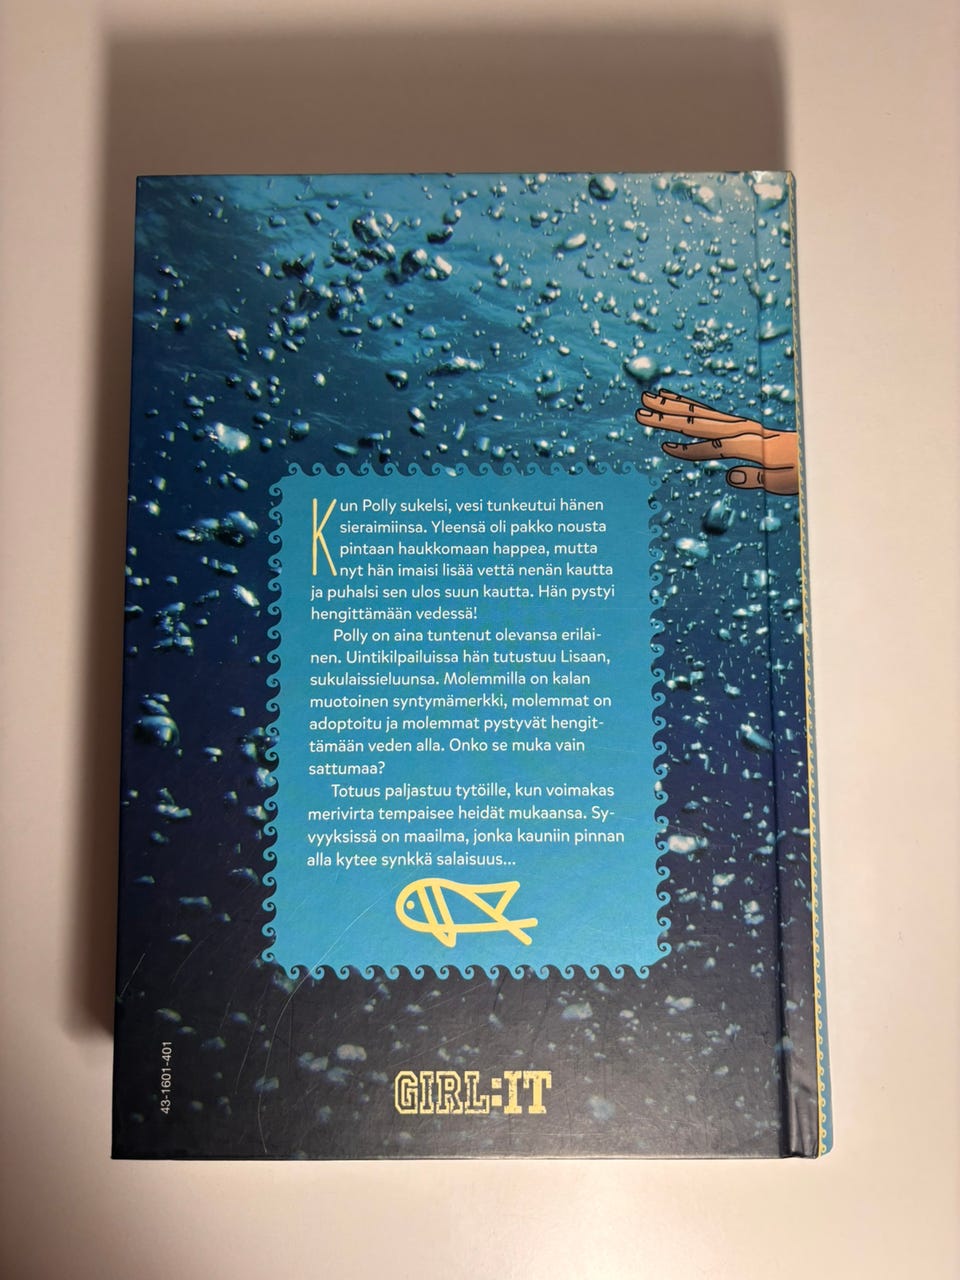 Kun Polly sukelsi, vesi tunkeutui hänen
sieraimiinsa. Yleensä oli pakko nousta
pintaan haukkomaan happea, mutta
nyt hän imaisi lisää vettä nenän kautta
ja puhalsi sen ulos suun kautta. Hän pystyi
hengittämään vedessä!
Polly on aina tuntenut olevansa erilai-
nen. Uintikilpailuissa hän tutustuu Lisaan,
sukulaissieluunsa. Molemmilla on kalan
muotoinen syntymämerkki, molemmat on
adoptoitu ja molemmat pystyvät hengit-
tämään veden alla. Onko se muka vain
sattumaa?
Totuus paljastuu tytöille, kun voimakas
merivirta tempaisee heidät mukaansa. Sy-
vyyksissä on maailma, jonka kauniin pinnan
alla kytee synkkä salaisuus...
43-1601-401
GIRL:IT